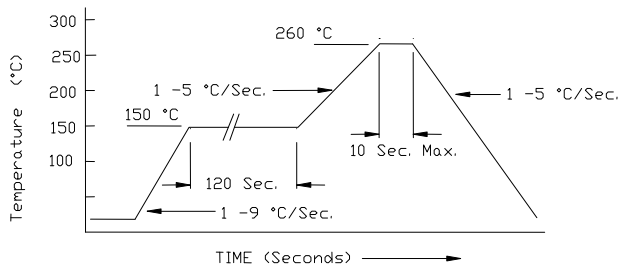 300
260 °C
250
200
1 -5 °C/Sec.
1 -5 °C/Sec.
150 °C
150
100
10 Sec. Max.
120 Sec.
1 -9 °C/Sec.
Temperature (°C)
TIME (Seconds)